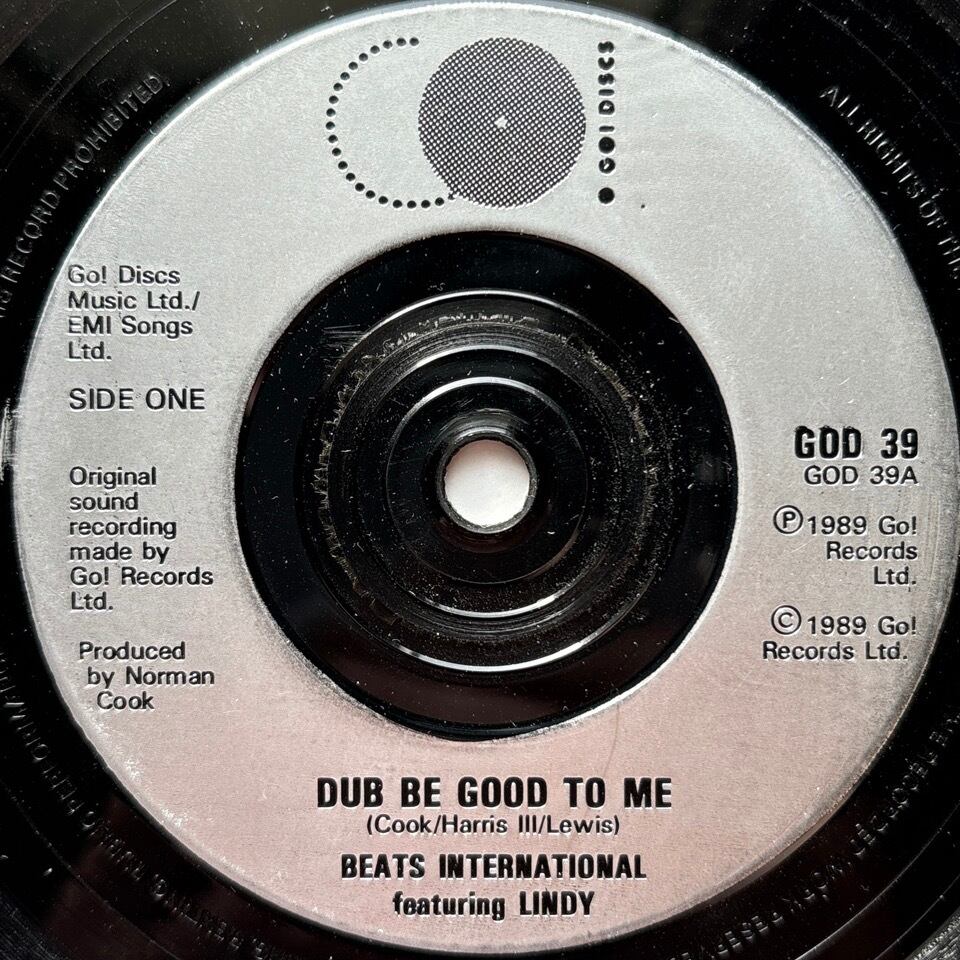 GO! DISCS
HIS RECORD PROHIBITED
ALL RIGHTS OF THE
Go! Discs
Music Ltd./
EMI Songs
Ltd.
SIDE ONE
Original
sound
recording
made by
Go! Records
Ltd.
Produced
by Norman
Cook
GOD 39
GOD 39A
Ⓟ1989 Go!
Records
Ltd.
©1989 Go!
Records Ltd.
DUB BE GOOD TO ME
(Cook/Harris III/Lewis)
BEATS INTERNATIONAL
featuring LINDY